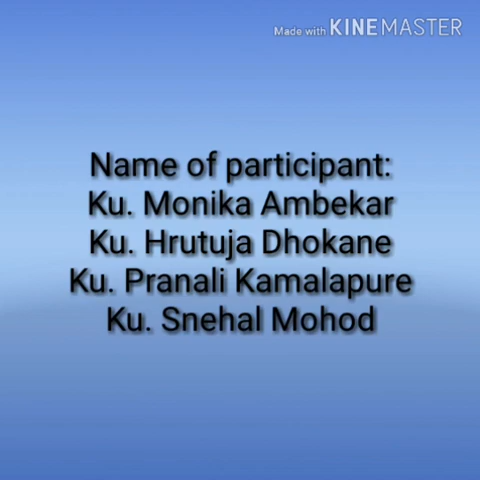 Made with KINEMASTER
Name of participant:
Ku. Monika Ambekar
Ku. Hrutuja Dhokane
Ku. Pranali Kamalapure
Ku. Snehal Mohod